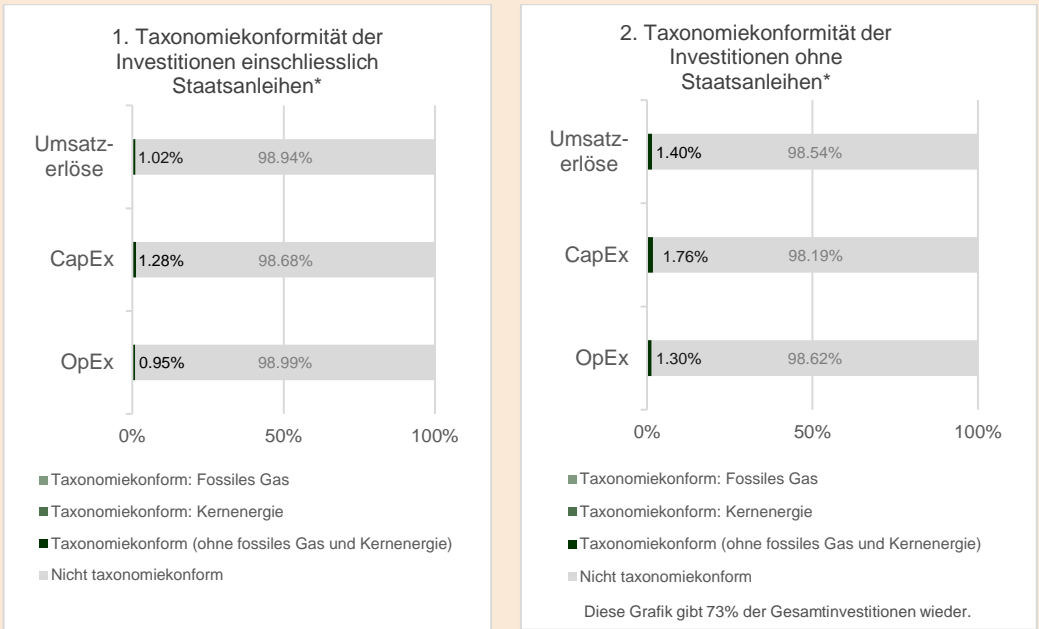 1. Taxonomiekonformität der
Investitionen einschliesslich
Staatsanleihen*
Umsatz-
erlöse
1.02%
98.94%
CapEx
1.28%
98.68%
OpEx
0.95%
98.99%
0%
50%
100%
Taxonomiekonform: Fossiles Gas
Taxonomiekonform: Kernenergie
Taxonomiekonform (ohne fossiles Gas und Kernenergie)
Nicht taxonomiekonform
2. Taxonomiekonformität der
Investitionen ohne
Staatsanleihen*
Umsatz-
erlöse
1.40%
98.54%
CapEx
1.76%
98.19%
OpEx
1.30%
98.62%
0%
50%
100%
Taxonomiekonform: Fossiles Gas
Taxonomiekonform: Kernenergie
Taxonomiekonform (ohne fossiles Gas und Kernenergie)
Nicht taxonomiekonform
Diese Grafik gibt 73% der Gesamtinvestitionen wieder.